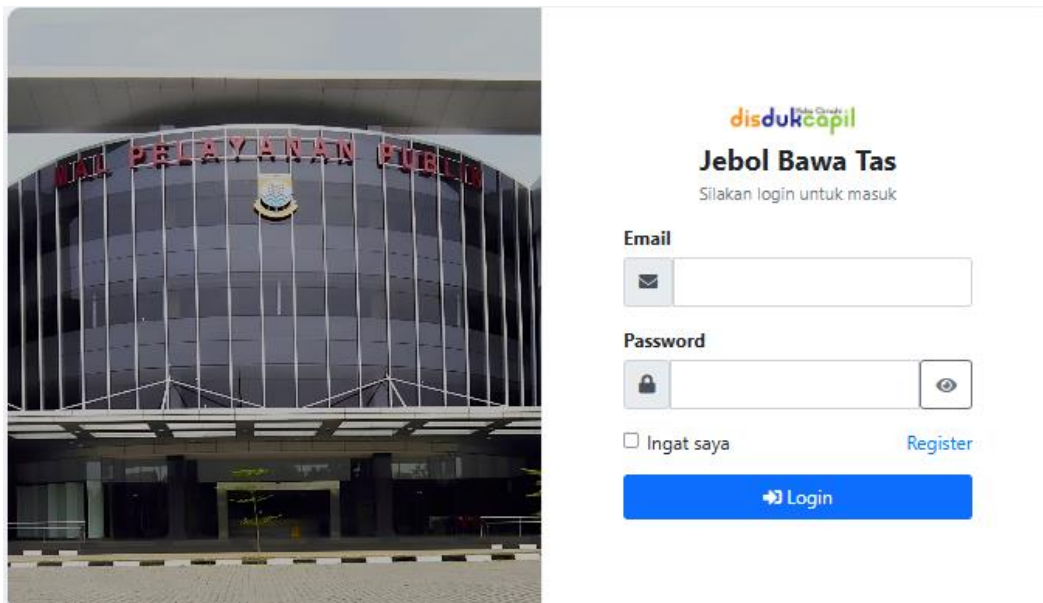 MAL PELAYANAN PUBLIK
disdukcapil
Jebol Bawa Tas
Silakan login untuk masuk
Email
Password
Ingat saya
Register
Login